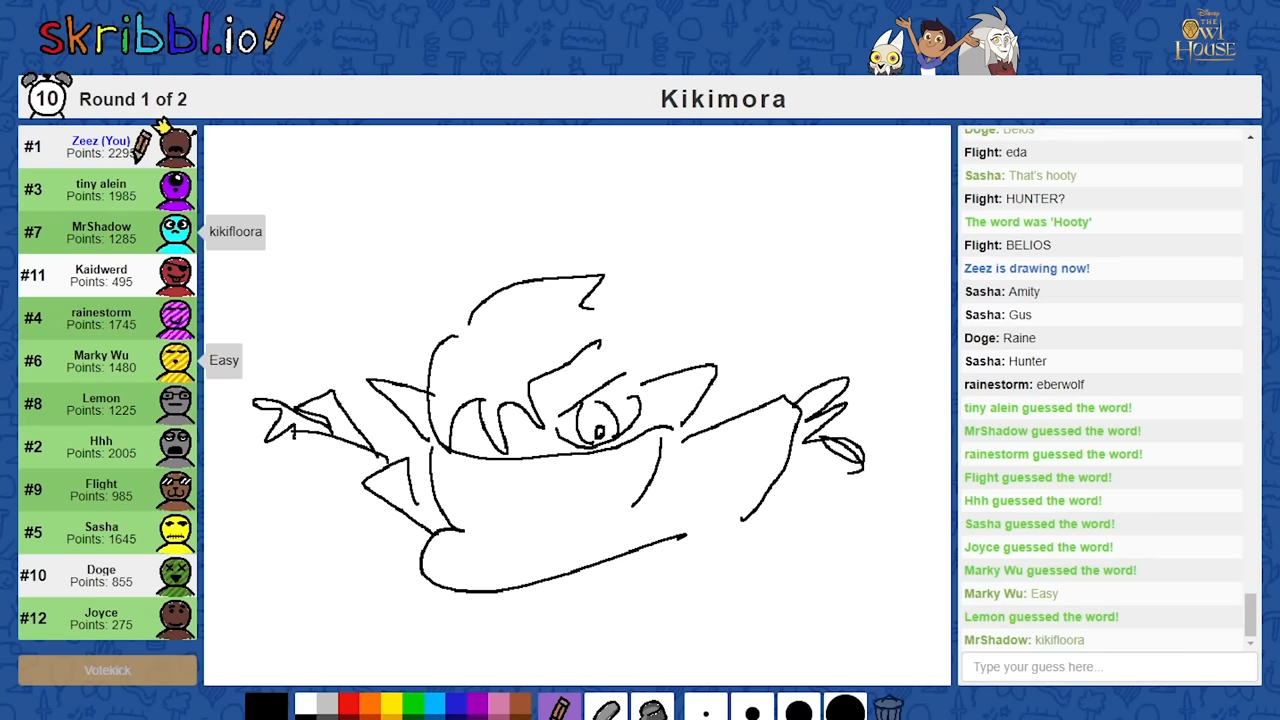 skribbl.io
Disney
THE
OWL
HOUSE
10
Round 1 of 2
Kikimora
#1
Zeez (You)
Points: 2295
#3
tiny alein
Points: 1985
#7
MrShadow
Points: 1285
kikifloora
#11
Kaidwerd
Points: 495
#4
rainestorm
Points: 1745
#6
Marky Wu
Points: 1480
Easy
#8
Lemon
Points: 1225
#2
Hhh
Points: 2005
#9
Flight
Points: 985
#5
Sasha
Points: 1645
#10
Doge
Points: 855
#12
Joyce
Points: 275
Votekick
Doge: Belos
Flight: eda
Sasha: That's hooty
Flight: HUNTER?
The word was 'Hooty'
Flight: BELIOS
Zeez is drawing now!
Sasha: Amity
Sasha: Gus
Doge: Raine
Sasha: Hunter
rainestorm: eberwolf
tiny alein guessed the word!
MrShadow guessed the word!
rainestorm guessed the word!
Flight guessed the word!
Hhh guessed the word!
Sasha guessed the word!
Joyce guessed the word!
Marky Wu guessed the word!
Marky Wu: Easy
Lemon guessed the word!
MrShadow: kikifloora
Type your guess here...